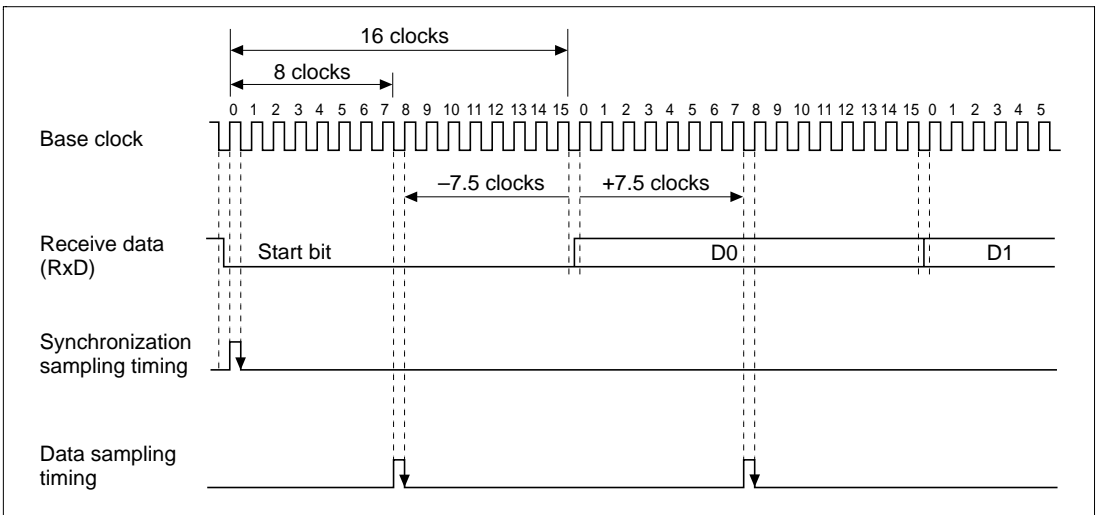 16 clocks
8 clocks
0 1 2 3 4 5 6 7 8 9 10 11 12 13 14 15 0 1 2 3 4 5 6 7 8 9 10 11 12 13 14 15 0 1 2 3 4 5
Base clock
–7.5 clocks +7.5 clocks
Receive data
(RxD)
Start bit D0 D1
Synchronization
sampling timing
Data sampling
timing